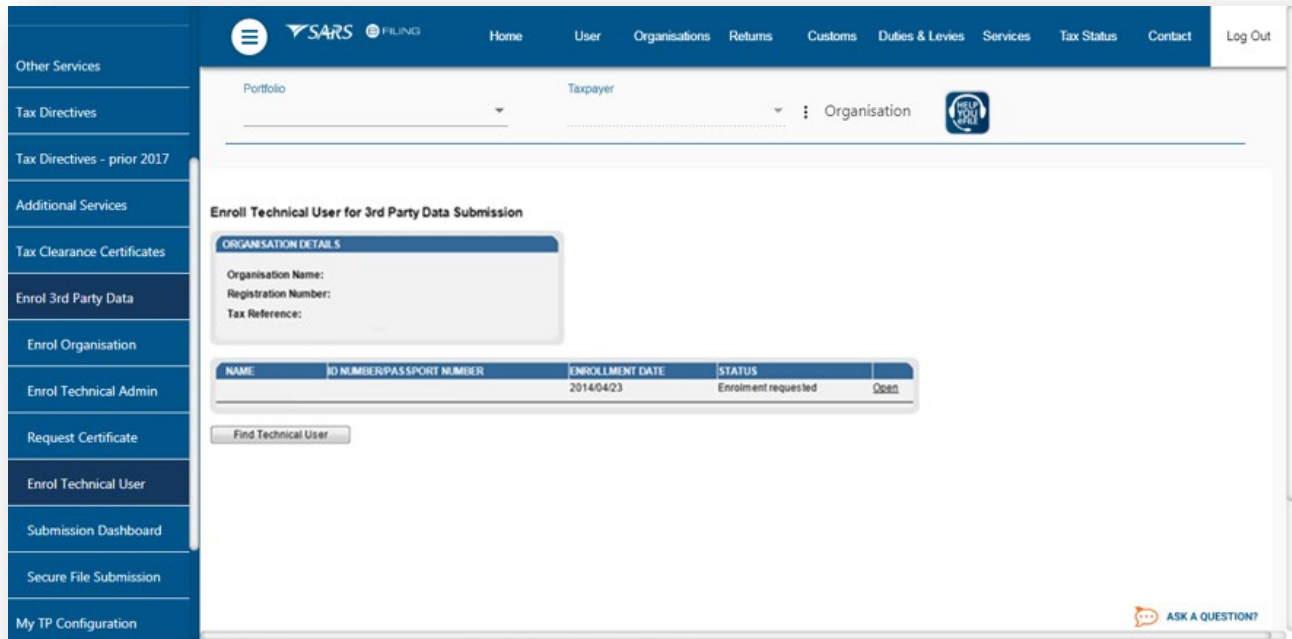 SARS eFILING
Home User Organisations Returns Customs Duties & Levies Services Tax Status Contact Log Out
Other Services
Tax Directives
Tax Directives - prior 2017
Additional Services
Tax Clearance Certificates
Enrol 3rd Party Data
Enrol Organisation
Enrol Technical Admin
Request Certificate
Enrol Technical User
Submission Dashboard
Secure File Submission
My TP Configuration
Portfolio Taxpayer
Organisation
HELP YOU eFILE
Enroll Technical User for 3rd Party Data Submission
ORGANISATION DETAILS
Organisation Name:
Registration Number:
Tax Reference:
NAME ID NUMBER/PASSPORT NUMBER ENROLLMENT DATE STATUS
2014/04/23 Enrolment requested Open
Find Technical User
ASK A QUESTION?